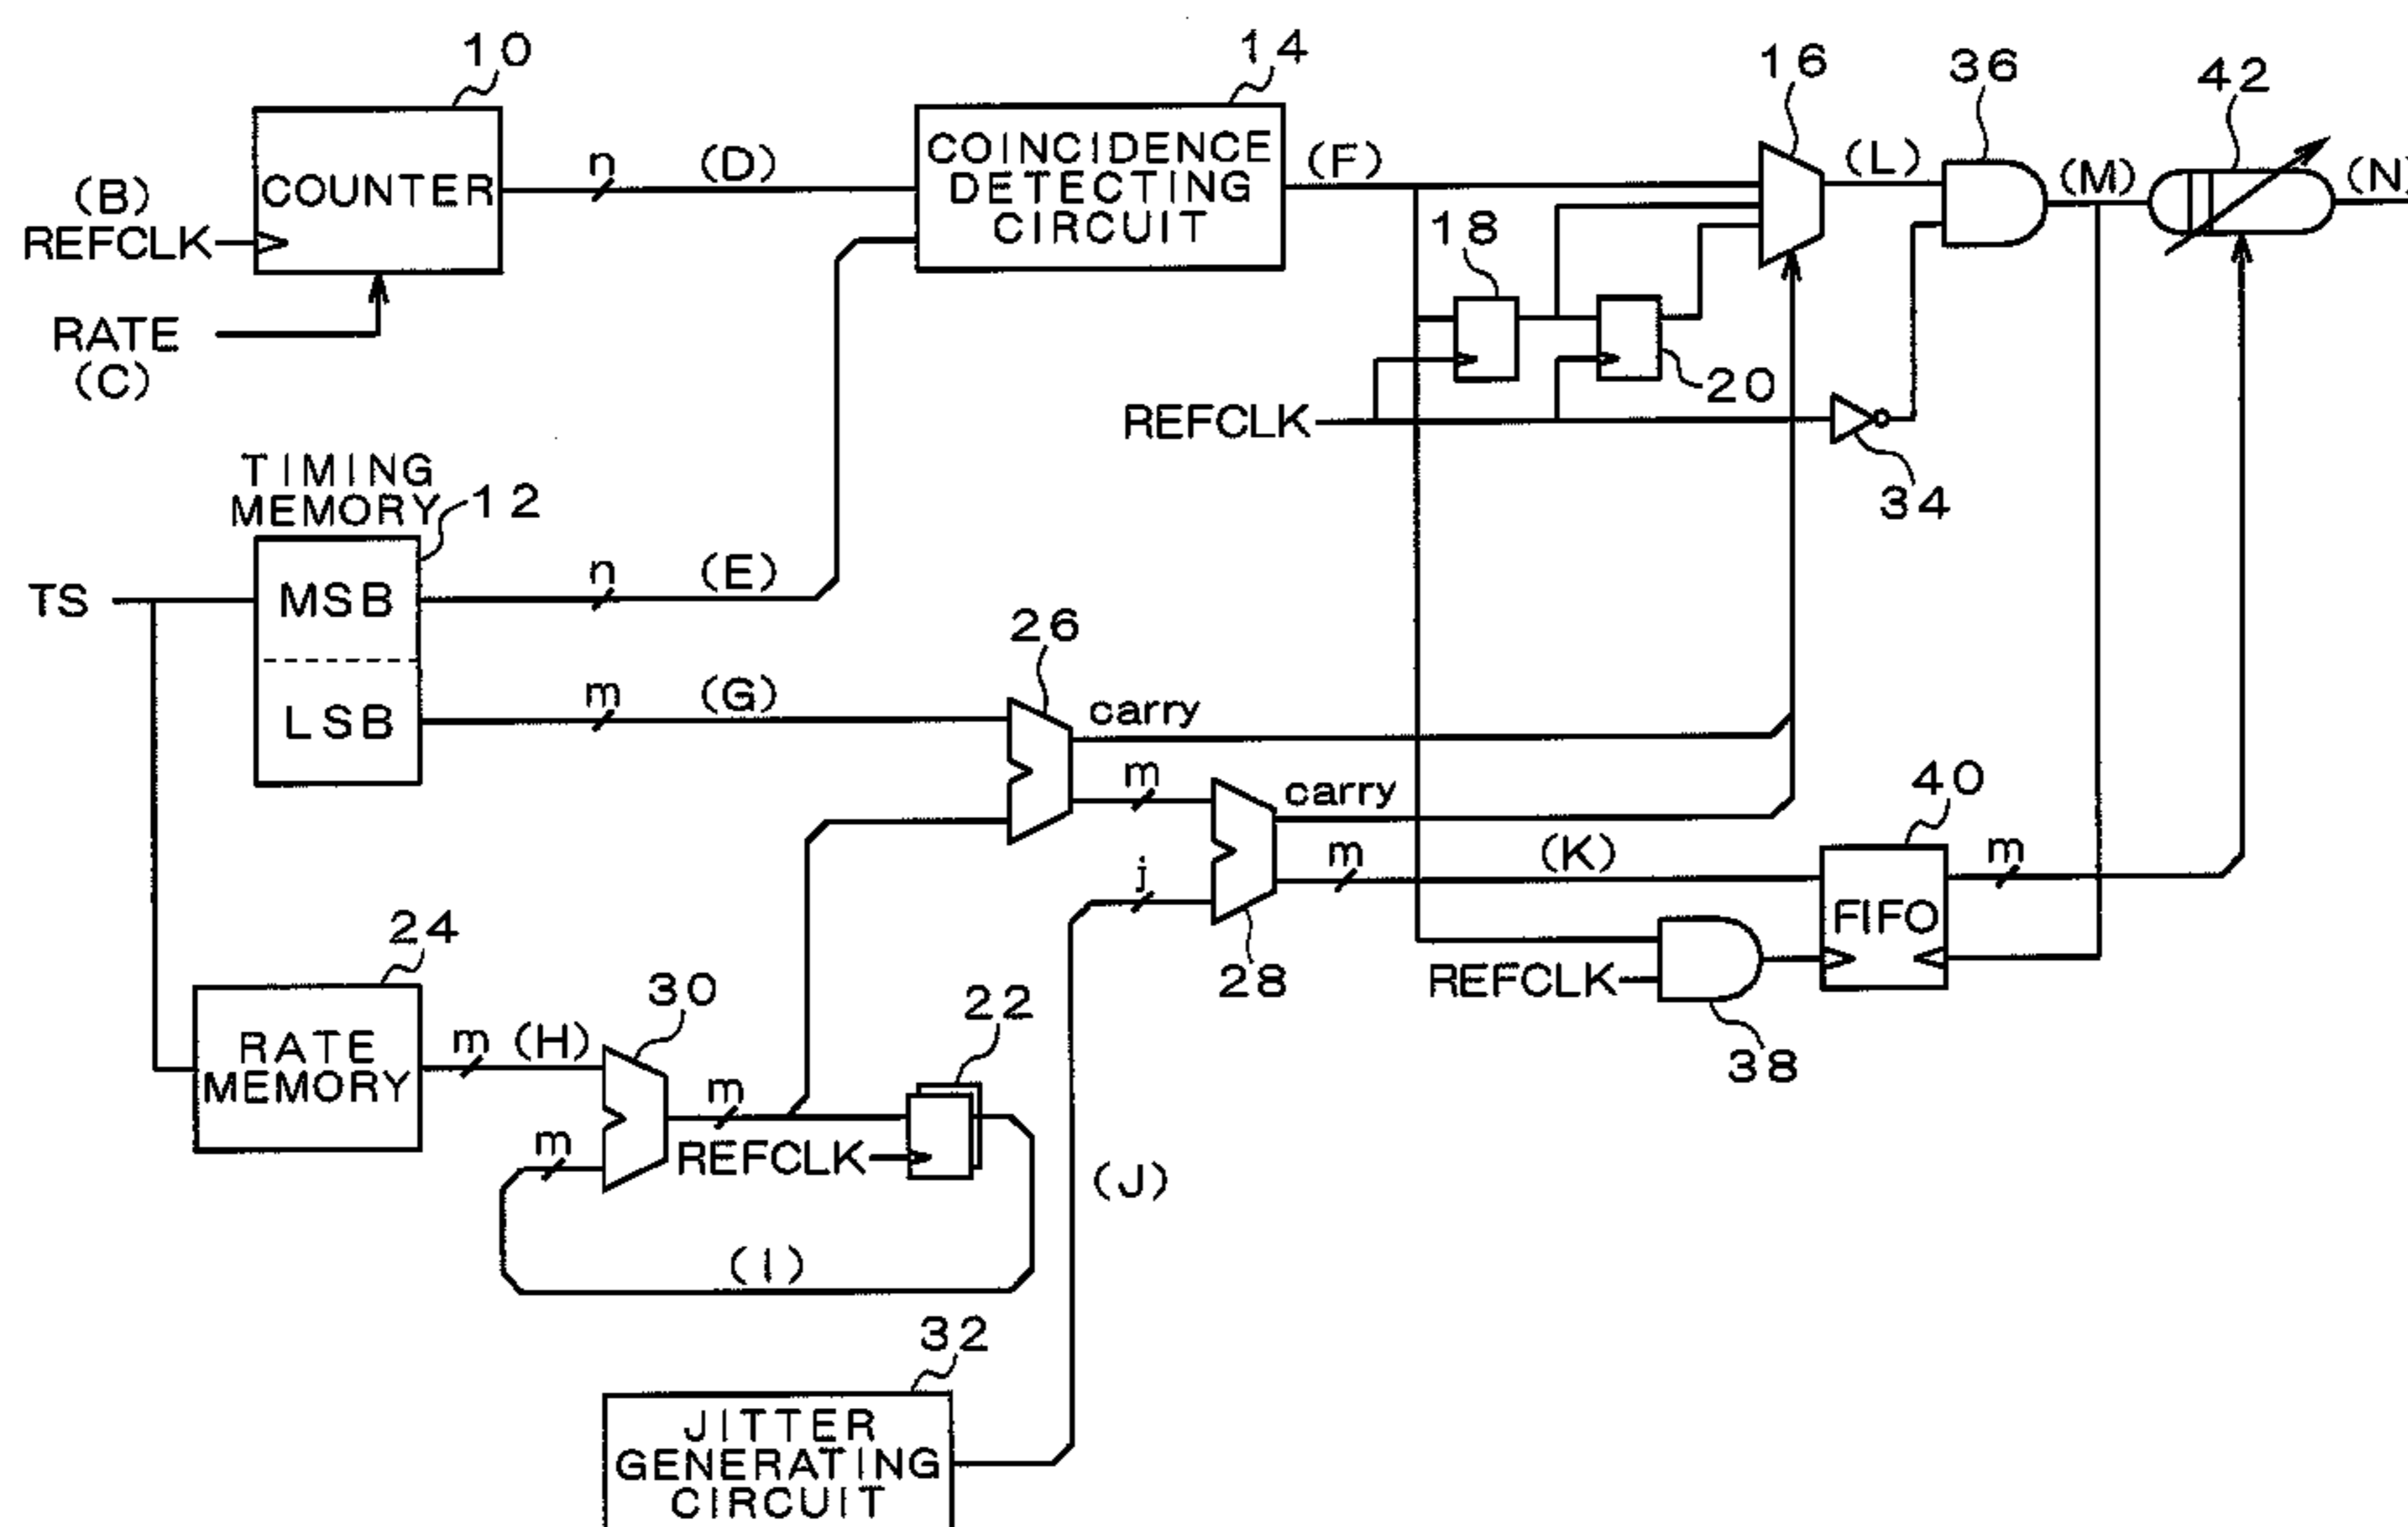 10
14
16
36
42
COUNTER
n
(D)
COINCIDENCE
DETECTING
CIRCUIT
(F)
(L)
(M)
(N)
(B)
REFCLK
RATE
(C)
18
20
REFCLK
34
TIMING
MEMORY
12
TS
MSB
LSB
n
(E)
m
(G)
26
carry
m
carry
j
28
m
(K)
40
m
FIFO
REFCLK
38
24
RATE
MEMORY
m
(H)
30
m
m
22
REFCLK
(I)
(J)
32
JITTER
GENERATING
CIRCUIT